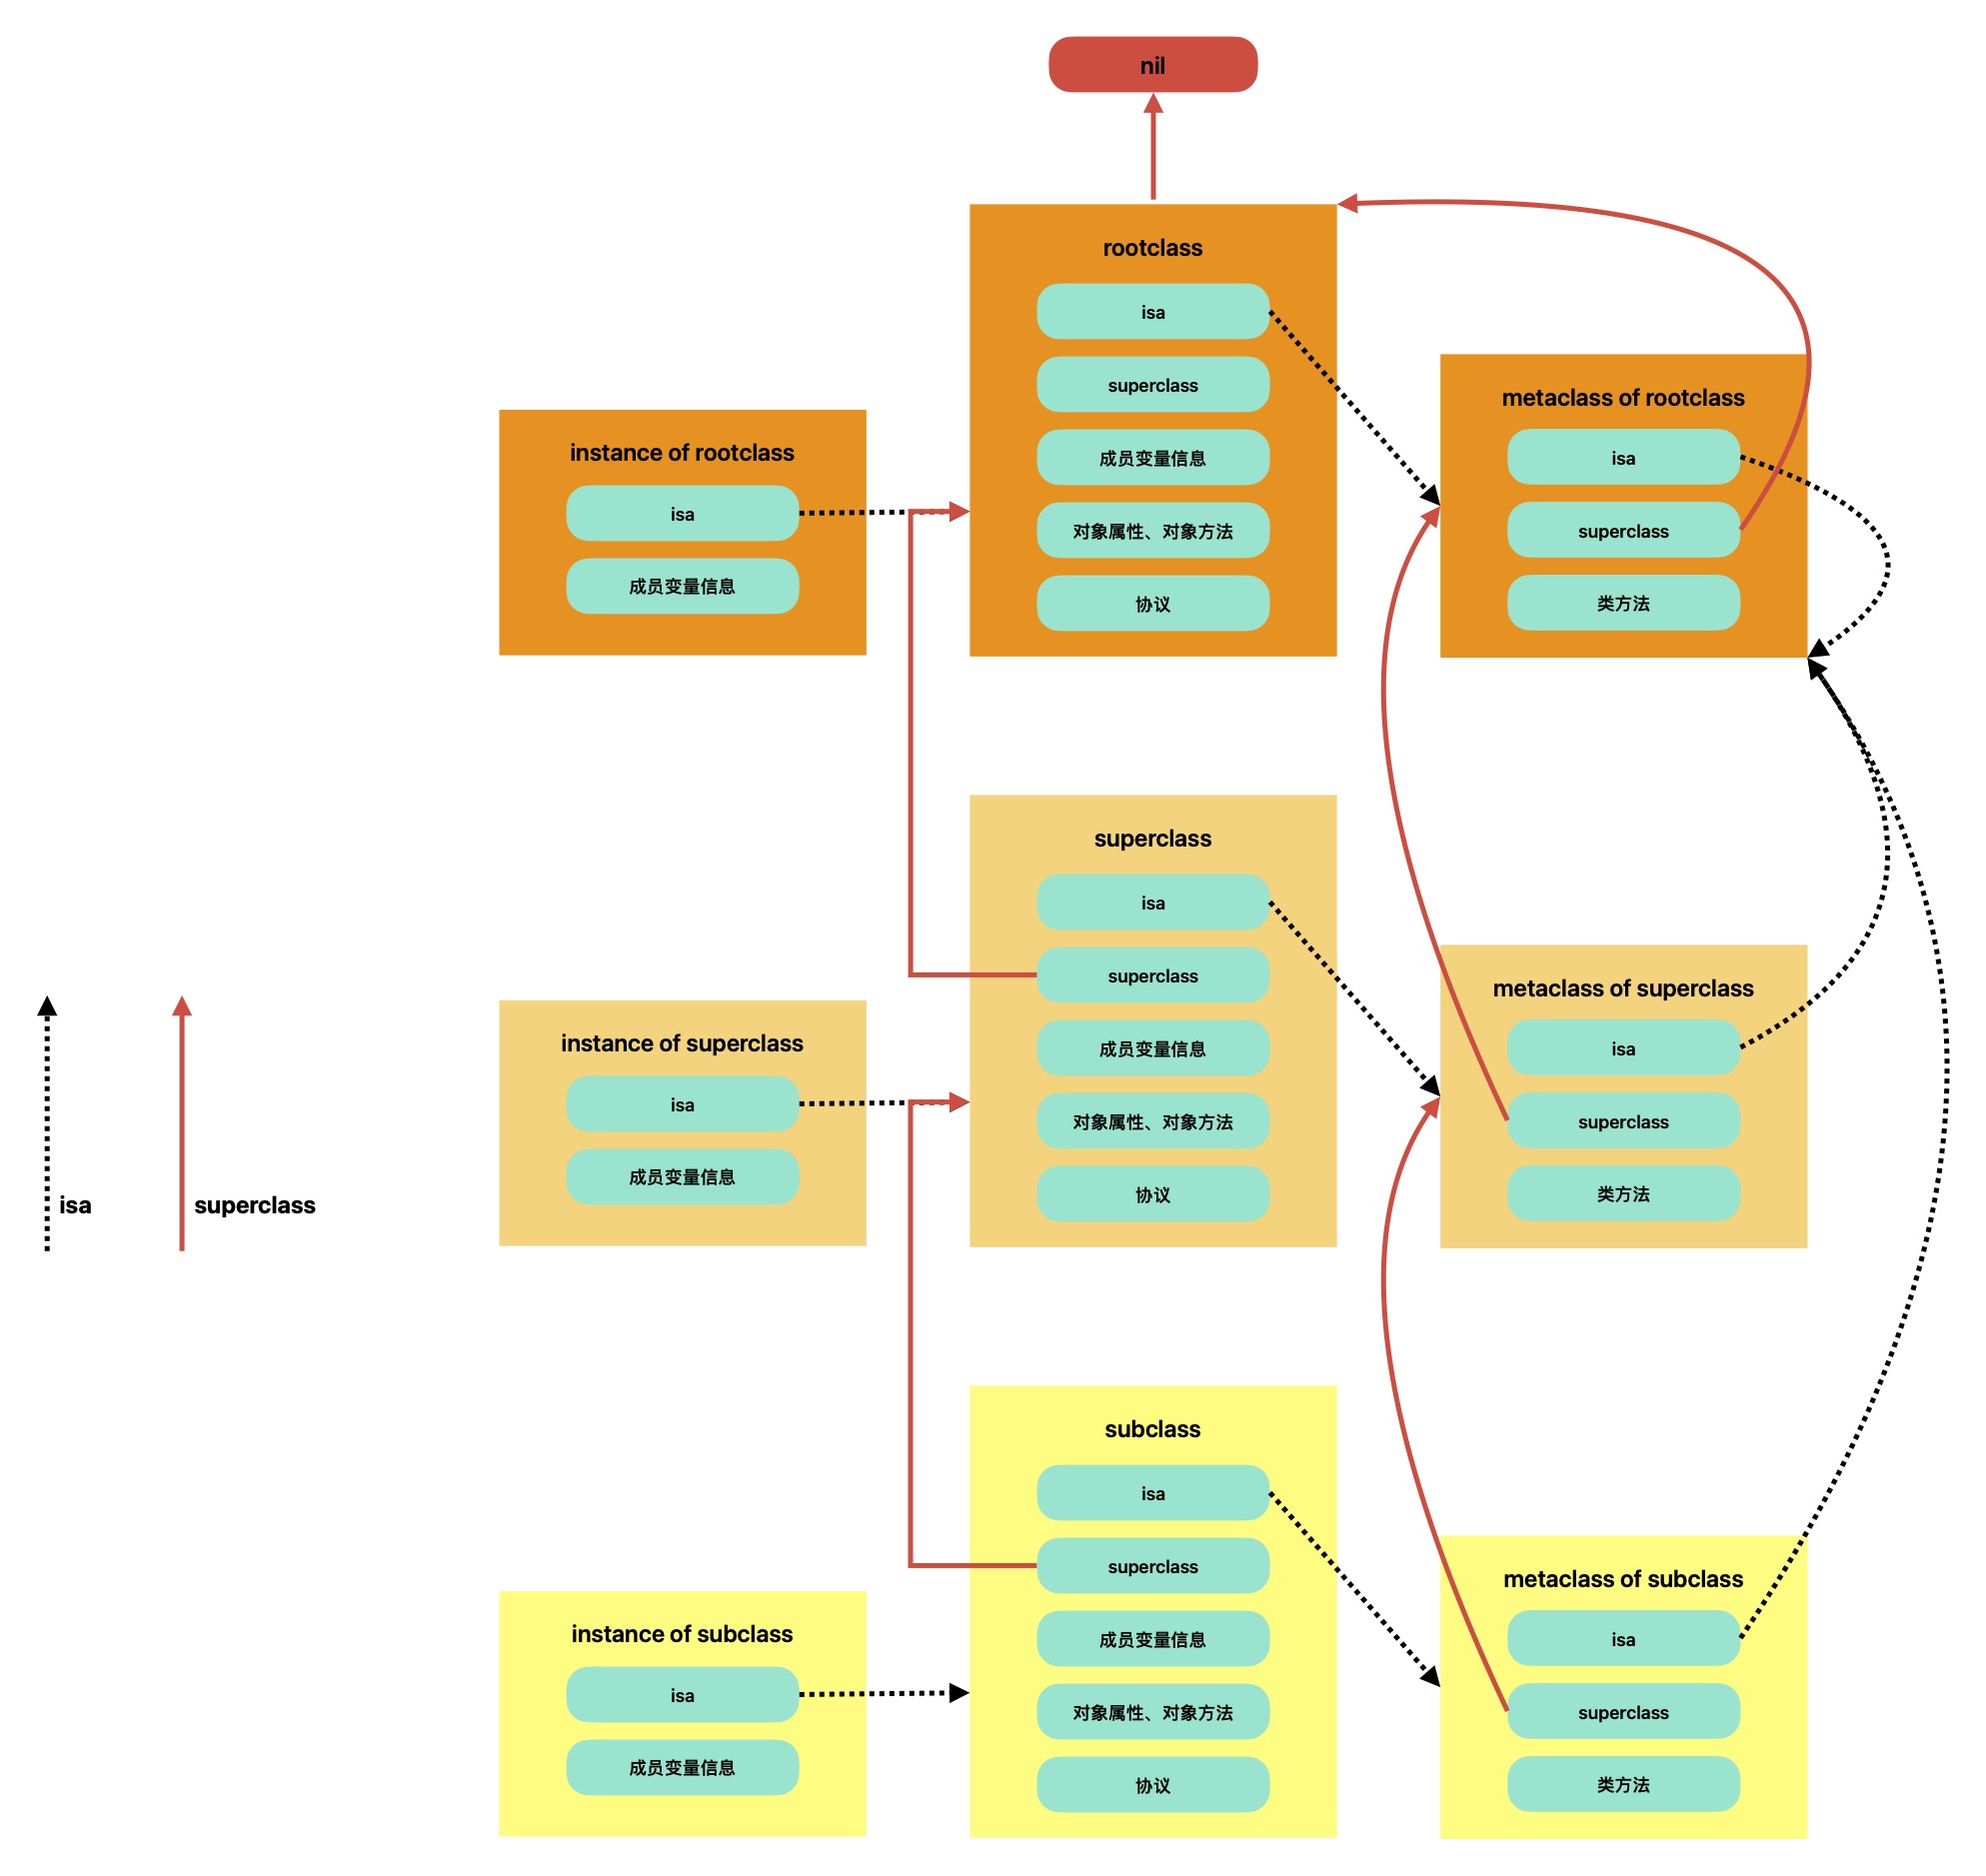 nil
rootclass
isa
superclass
成员变量信息
对象属性、对象方法
协议
instance of rootclass
isa
成员变量信息
metaclass of rootclass
isa
superclass
类方法
superclass
isa
superclass
成员变量信息
对象属性、对象方法
协议
instance of superclass
isa
成员变量信息
metaclass of superclass
isa
superclass
类方法
isa
superclass
subclass
isa
superclass
成员变量信息
对象属性、对象方法
协议
instance of subclass
isa
成员变量信息
metaclass of subclass
isa
superclass
类方法